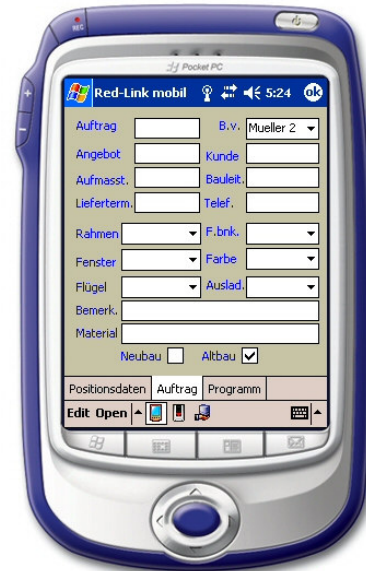 REC
Pocket PC
Red-Link mobil 5:24 ok
Auftrag B.v. Mueller 2
Angebot Kunde
Aufmasst. Bauleit.
Lieferterm. Telef.
Rahmen F.bnk.
Fenster Farbe
Flügel Auslad.
Bemerk.
Material
Neubau Altbau
Positionsdaten Auftrag Programm
Edit Open